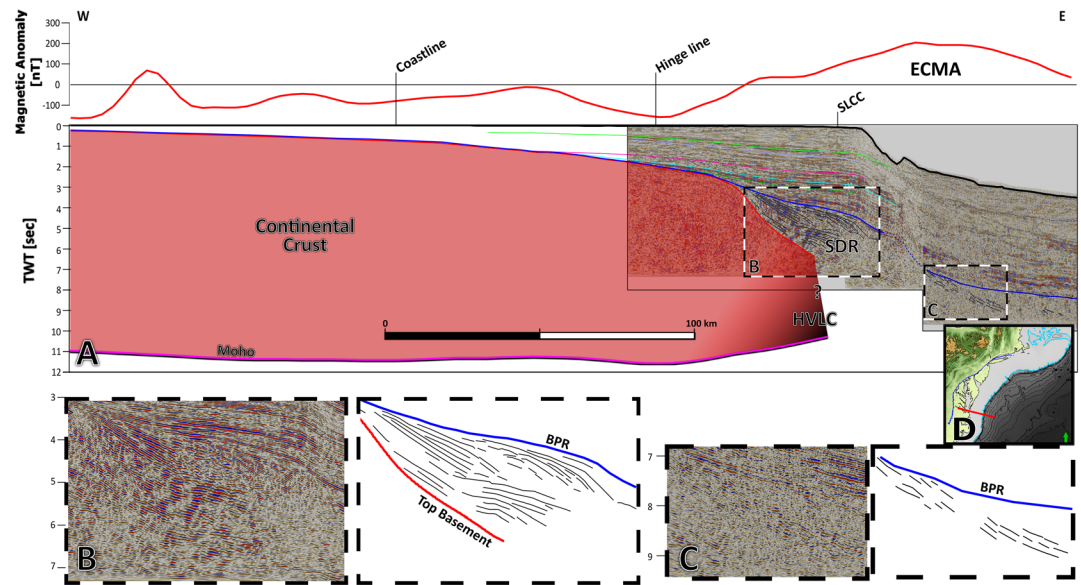 W
E
Magnetic Anomaly
[nT]
300
200
100
0
-100
Coastline
Hinge line
ECMA
SLCC
TWT [sec]
0
1
2
3
4
5
6
7
8
9
10
11
12
Continental
Crust
SDR
B
C
?
HVLC
0
100 km
Moho
A
D
3
4
5
6
7
B
BPR
Top Basement
7
8
9
C
BPR